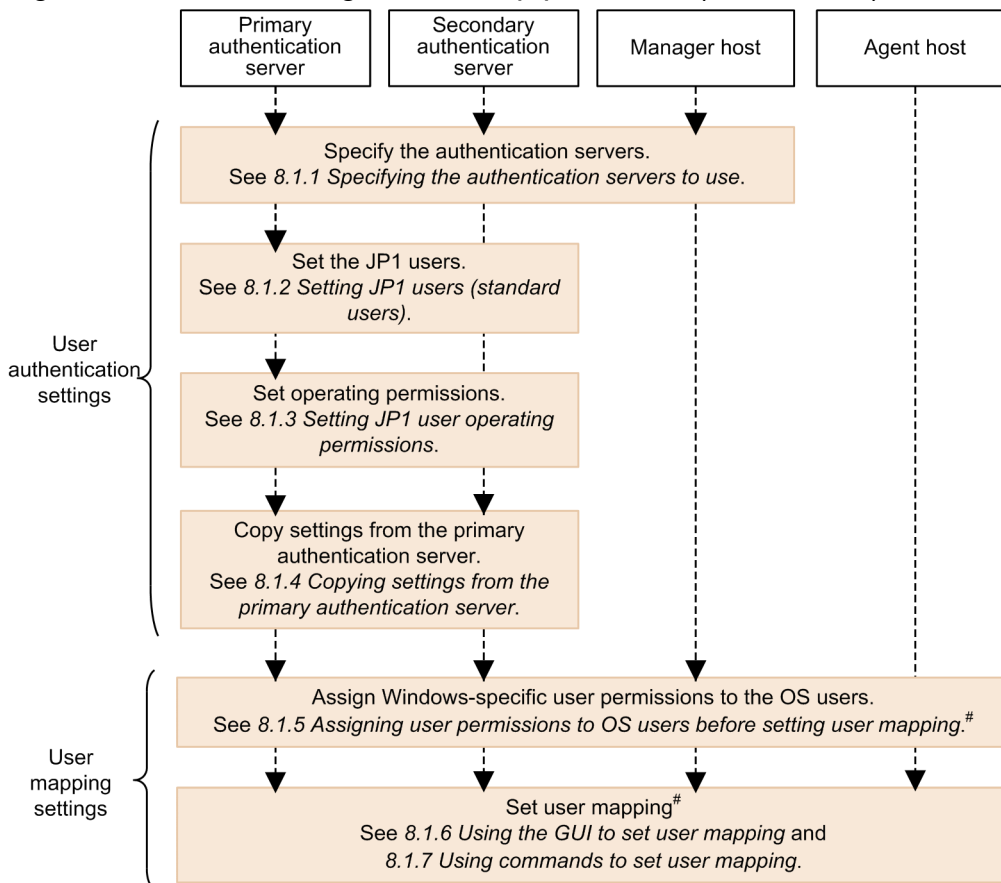 Primary
authentication
server
Secondary
authentication
server
Manager host
Agent host
Specify the authentication servers.
See 8.1.1 Specifying the authentication servers to use.
Set the JP1 users.
See 8.1.2 Setting JP1 users (standard
users).
User
authentication
settings
Set operating permissions.
See 8.1.3 Setting JP1 user operating
permissions.
Copy settings from the primary
authentication server.
See 8.1.4 Copying settings from the
primary authentication server.
Assign Windows-specific user permissions to the OS users.
See 8.1.5 Assigning user permissions to OS users before setting user mapping.#
User
mapping
settings
Set user mapping#
See 8.1.6 Using the GUI to set user mapping and
8.1.7 Using commands to set user mapping.